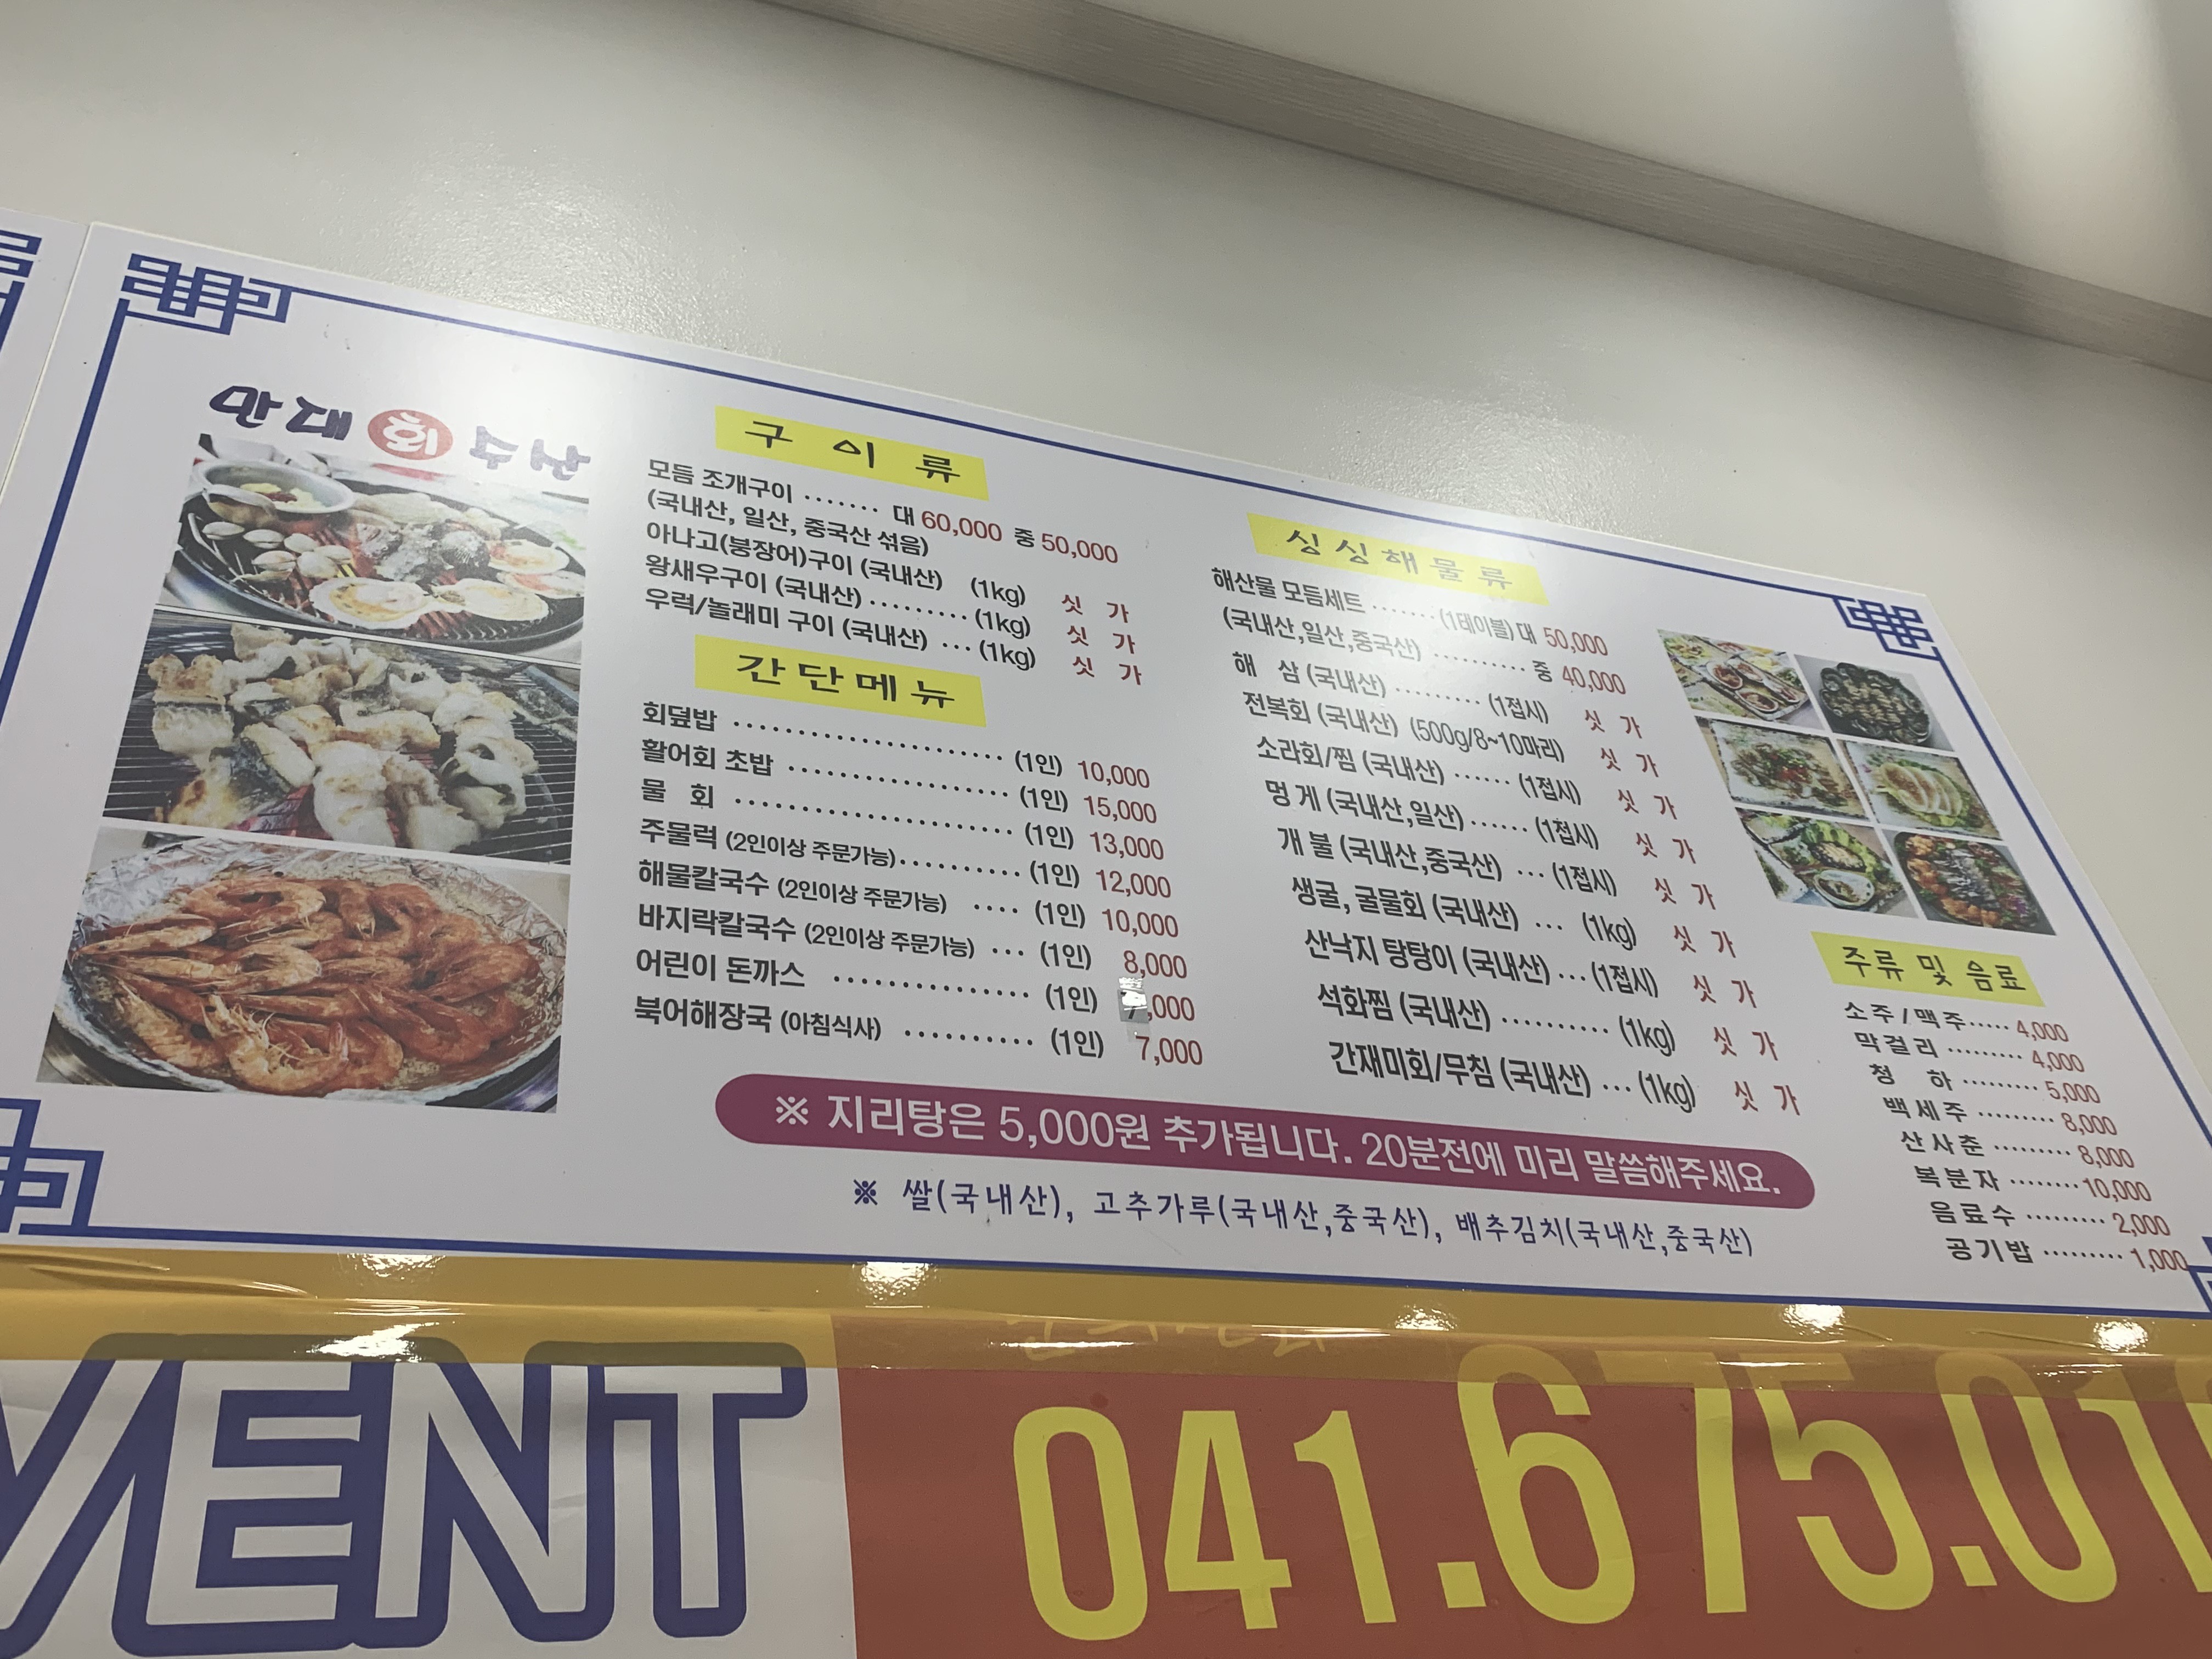 만대 회 수산
구이류
모듬 조개구이 ······· 대 60,000 중 50,000
(국내산, 일산, 중국산 섞음)
아나고(붕장어)구이 (국내산) (1kg) 싯 가
왕새우구이 (국내산) ········· (1kg) 싯 가
우럭/놀래미 구이 (국내산) ··· (1kg) 싯 가
간단메뉴
회덮밥 ······················ (1인) 10,000
활어회 초밥 ·················· (1인) 15,000
물 회 ······················ (1인) 13,000
주물럭 (2인이상 주문가능)·········· (1인) 12,000
해물칼국수 (2인이상 주문가능) ···· (1인) 10,000
바지락칼국수 (2인이상 주문가능) ··· (1인) 8,000
어린이 돈까스 ··············· (1인) 7,000
북어해장국 (아침식사) ·········· (1인) 7,000
싱싱해물류
해산물 모듬세트 ······· (1테이블) 대 50,000
(국내산,일산,중국산) ·········· 중 40,000
해 삼 (국내산) ········· (1접시) 싯 가
전복회 (국내산) (500g/8~10마리) 싯 가
소라회/찜 (국내산) ······ (1접시) 싯 가
멍 게 (국내산,일산) ······ (1접시) 싯 가
개 불 (국내산,중국산) ··· (1접시) 싯 가
생굴, 굴물회 (국내산) ··· (1kg) 싯 가
산낙지 탕탕이 (국내산) ··· (1접시) 싯 가
석화찜 (국내산) ·········· (1kg) 싯 가
간재미회/무침 (국내산) ··· (1kg) 싯 가
주류 및 음료
소주/맥주····· 4,000
막걸리 ········· 4,000
청 하 ········· 5,000
백세주 ········· 8,000
산사춘 ········· 8,000
복분자 ········ 10,000
음료수 ········· 2,000
공기밥 ········· 1,000
※ 지리탕은 5,000원 추가됩니다. 20분전에 미리 말씀해주세요.
※ 쌀(국내산), 고추가루(국내산,중국산), 배추김치(국내산,중국산)
VENT
041.675.01